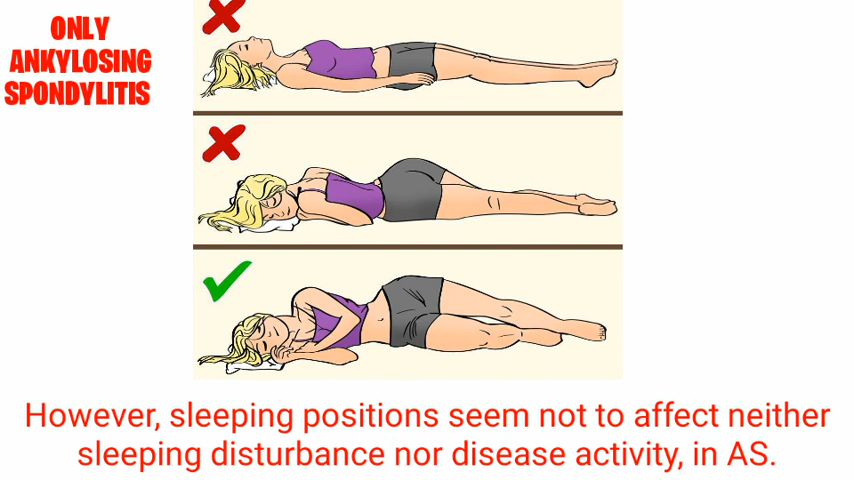 ONLY
ANKYLOSING
SPONDYLITIS
However, sleeping positions seem not to affect neither
sleeping disturbance nor disease activity, in AS.